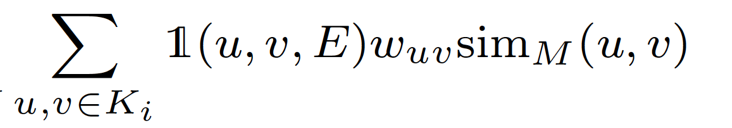 ∑ 𝟙(u, v, E)w_{uv}sim_M(u, v)
u,v∈K_i